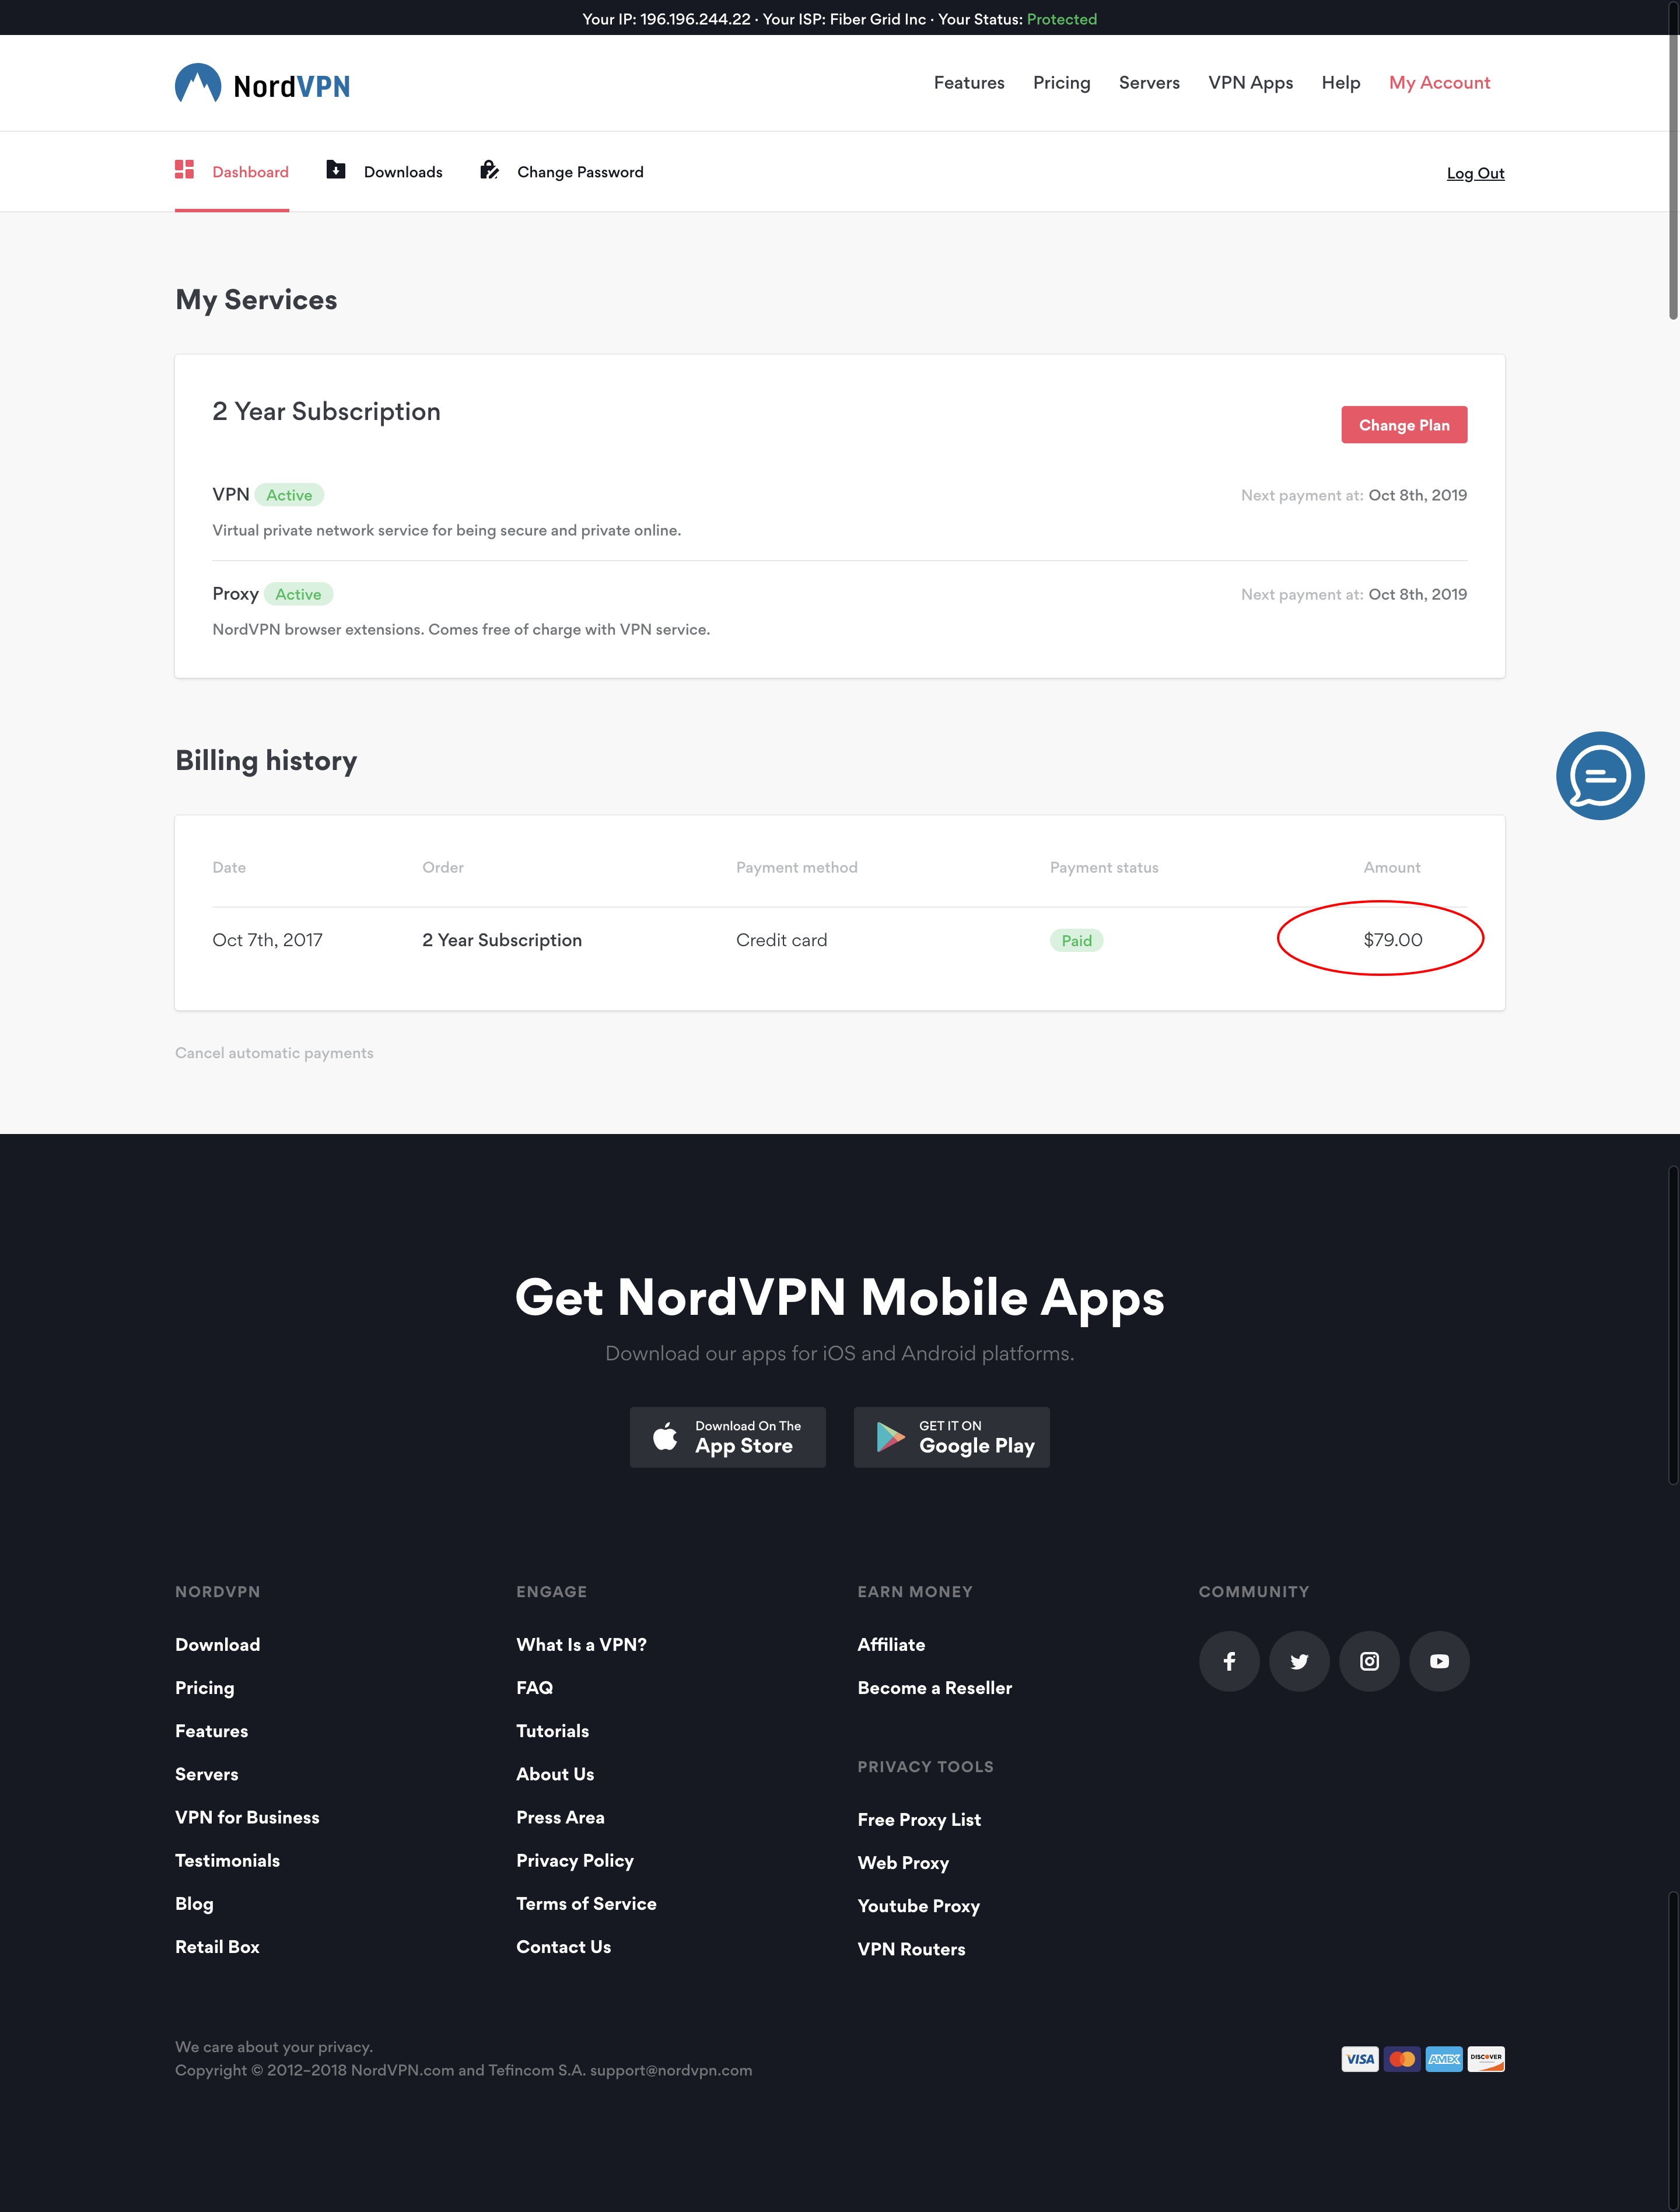 Your IP: 196.196.244.22 · Your ISP: Fiber Grid Inc · Your Status: Protected
NordVPN
Features Pricing Servers VPN Apps Help My Account
Dashboard Downloads Change Password Log Out
My Services
2 Year Subscription
Change Plan
VPN Active Next payment at: Oct 8th, 2019
Virtual private network service for being secure and private online.
Proxy Active Next payment at: Oct 8th, 2019
NordVPN browser extensions. Comes free of charge with VPN service.
Billing history
Date Order Payment method Payment status Amount
Oct 7th, 2017 2 Year Subscription Credit card Paid $79.00
Cancel automatic payments
Get NordVPN Mobile Apps
Download our apps for iOS and Android platforms.
Download On The
App Store
GET IT ON
Google Play
NORDVPN
Download
Pricing
Features
Servers
VPN for Business
Testimonials
Blog
Retail Box
ENGAGE
What Is a VPN?
FAQ
Tutorials
About Us
Press Area
Privacy Policy
Terms of Service
Contact Us
EARN MONEY
Affiliate
Become a Reseller
PRIVACY TOOLS
Free Proxy List
Web Proxy
Youtube Proxy
VPN Routers
COMMUNITY
We care about your privacy.
Copyright © 2012–2018 NordVPN.com and Tefincom S.A. support@nordvpn.com
VISA AMEX DISCOVER